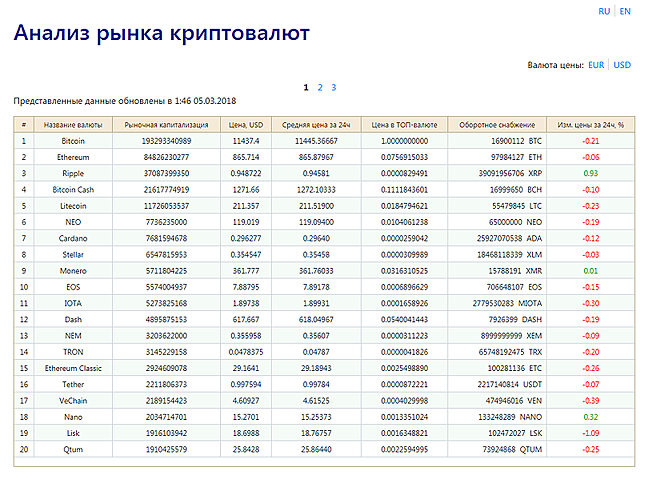 RU EN
Анализ рынка криптовалют
Валюта цены: EUR USD
1 2 3
Представленные данные обновлены в 1:46 05.03.2018
# Название валюты Рыночная капитализация Цена, USD Средняя цена за 24ч Цена в ТОП-валюте Оборотное снабжение Изм. цены за 24ч, %
1 Bitcoin 193293340989 11437.4 11445.36667 1.0000000000 16900112 BTC -0.21
2 Ethereum 84826230277 865.714 865.87967 0.0756915033 97984127 ETH -0.06
3 Ripple 37087399350 0.948722 0.94581 0.0000829491 39091956706 XRP 0.93
4 Bitcoin Cash 21617774919 1271.66 1272.10333 0.1111843601 16999650 BCH -0.10
5 Litecoin 11726053537 211.357 211.51900 0.0184794621 55479845 LTC -0.23
6 NEO 7736235000 119.019 119.09400 0.0104061238 65000000 NEO -0.19
7 Cardano 7681594678 0.296277 0.29640 0.0000259042 25927070538 ADA -0.12
8 Stellar 6547815953 0.354547 0.35458 0.0000309989 18468118339 XLM -0.03
9 Monero 5711804225 361.777 361.76033 0.0316310525 15788191 XMR 0.01
10 EOS 5574004937 7.88795 7.89178 0.0006896629 706648107 EOS -0.15
11 IOTA 5273825168 1.89738 1.89931 0.0001658926 2779530283 MIOTA -0.30
12 Dash 4895875153 617.667 618.04967 0.0540041443 7926399 DASH -0.19
13 NEM 3203622000 0.355958 0.35607 0.0000311223 8999999999 XEM -0.09
14 TRON 3145229158 0.0478375 0.04787 0.0000041826 65748192475 TRX -0.20
15 Ethereum Classic 2924609078 29.1641 29.18943 0.0025498890 100281136 ETC -0.26
16 Tether 2211806373 0.997594 0.99784 0.0000872221 2217140814 USDT -0.07
17 VeChain 2189154423 4.60927 4.61525 0.0004029998 474946016 VEN -0.39
18 Nano 2034714701 15.2701 15.25373 0.0013351024 133248289 NANO 0.32
19 Lisk 1916103942 18.6988 18.76757 0.0016348821 102472027 LSK -1.09
20 Qtum 1910425579 25.8428 25.86440 0.0022594995 73924868 QTUM -0.25